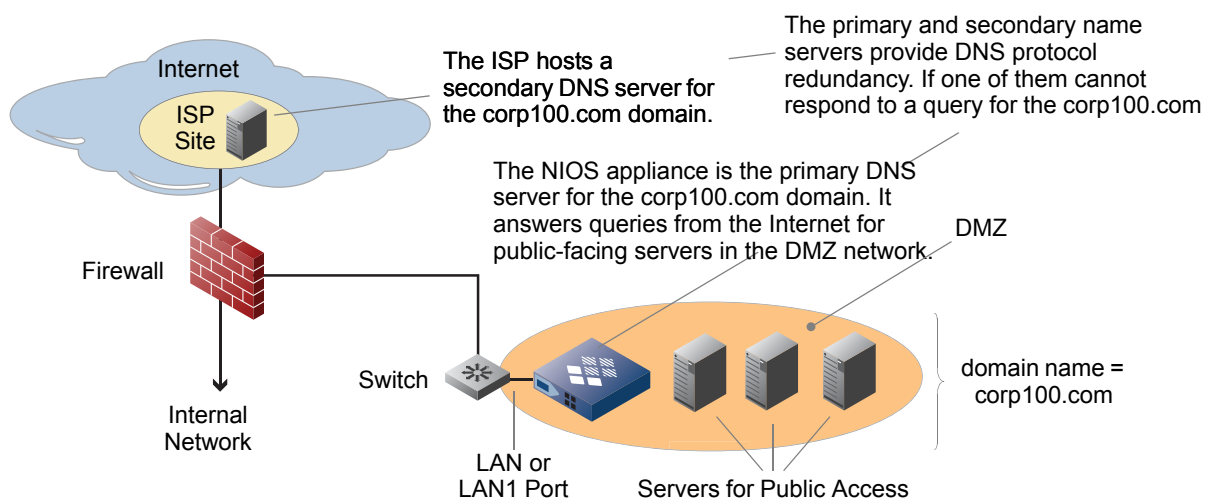 Internet
ISP
Site
The ISP hosts a
secondary DNS server for
the corp100.com domain.
The primary and secondary name
servers provide DNS protocol
redundancy. If one of them cannot
respond to a query for the corp100.com
The NIOS appliance is the primary DNS
server for the corp100.com domain. It
answers queries from the Internet for
public-facing servers in the DMZ network.
DMZ
Firewall
Switch
domain name =
corp100.com
Internal
Network
LAN or
LAN1 Port
Servers for Public Access